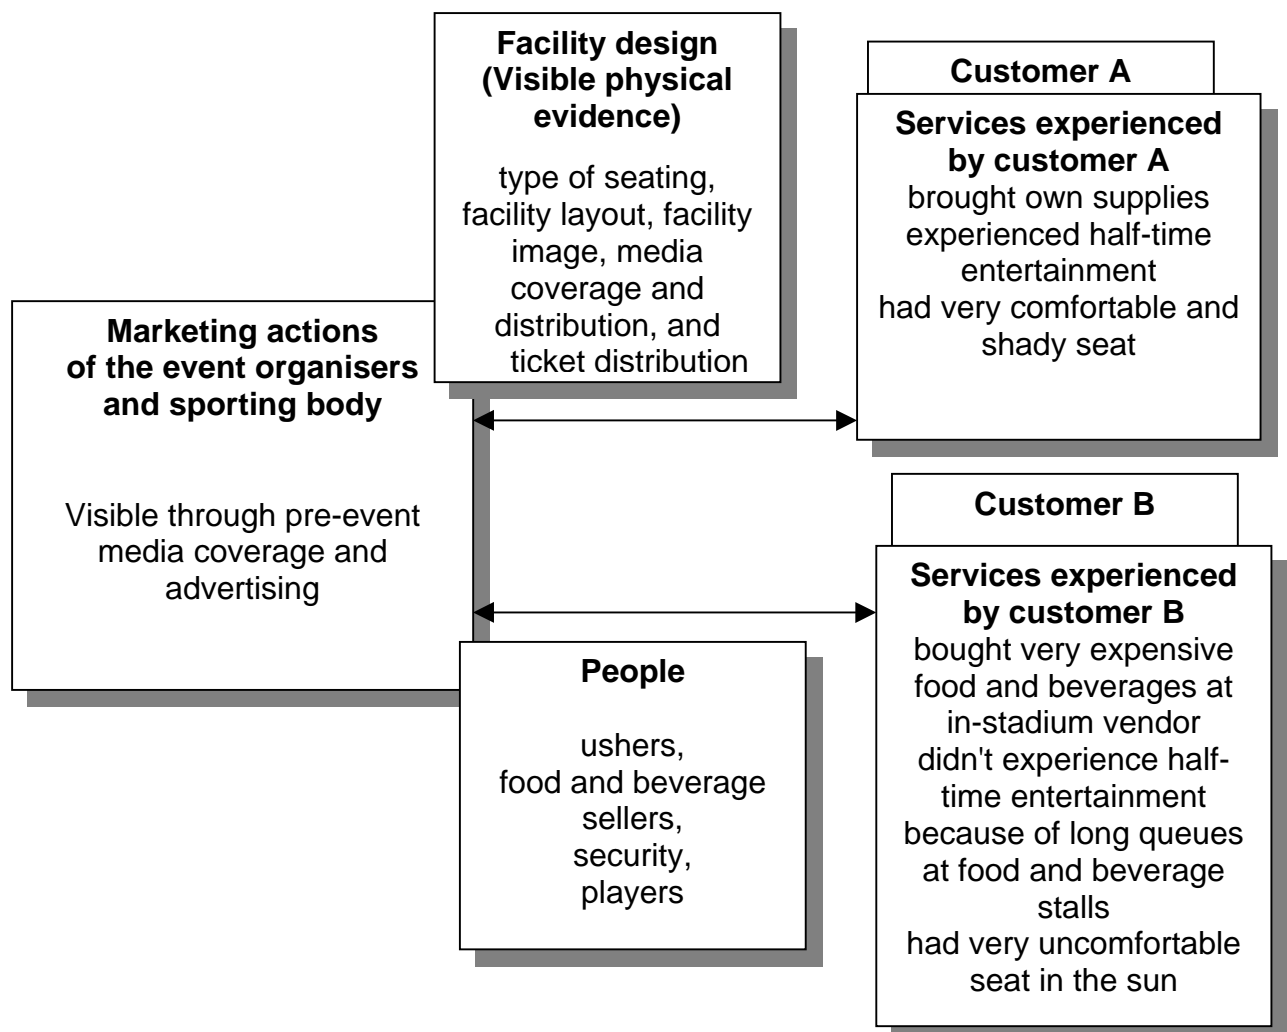 Facility design
(Visible physical
evidence)
type of seating,
facility layout, facility
image, media
coverage and
distribution, and
ticket distribution
Marketing actions
of the event organisers
and sporting body
Visible through pre-event
media coverage and
advertising
People
ushers,
food and beverage
sellers,
security,
players
Customer A
Services experienced
by customer A
brought own supplies
experienced half-time
entertainment
had very comfortable and
shady seat
Customer B
Services experienced
by customer B
bought very expensive
food and beverages at
in-stadium vendor
didn't experience half-
time entertainment
because of long queues
at food and beverage
stalls
had very uncomfortable
seat in the sun